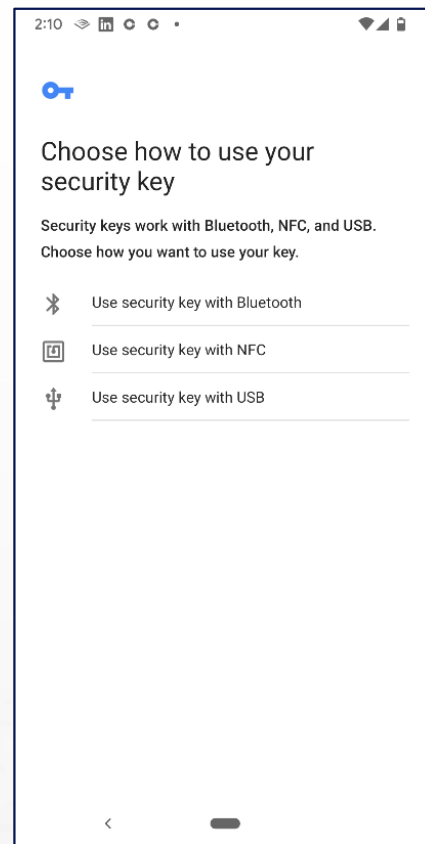 2:10
Choose how to use your
security key
Security keys work with Bluetooth, NFC, and USB.
Choose how you want to use your key.
Use security key with Bluetooth
Use security key with NFC
Use security key with USB